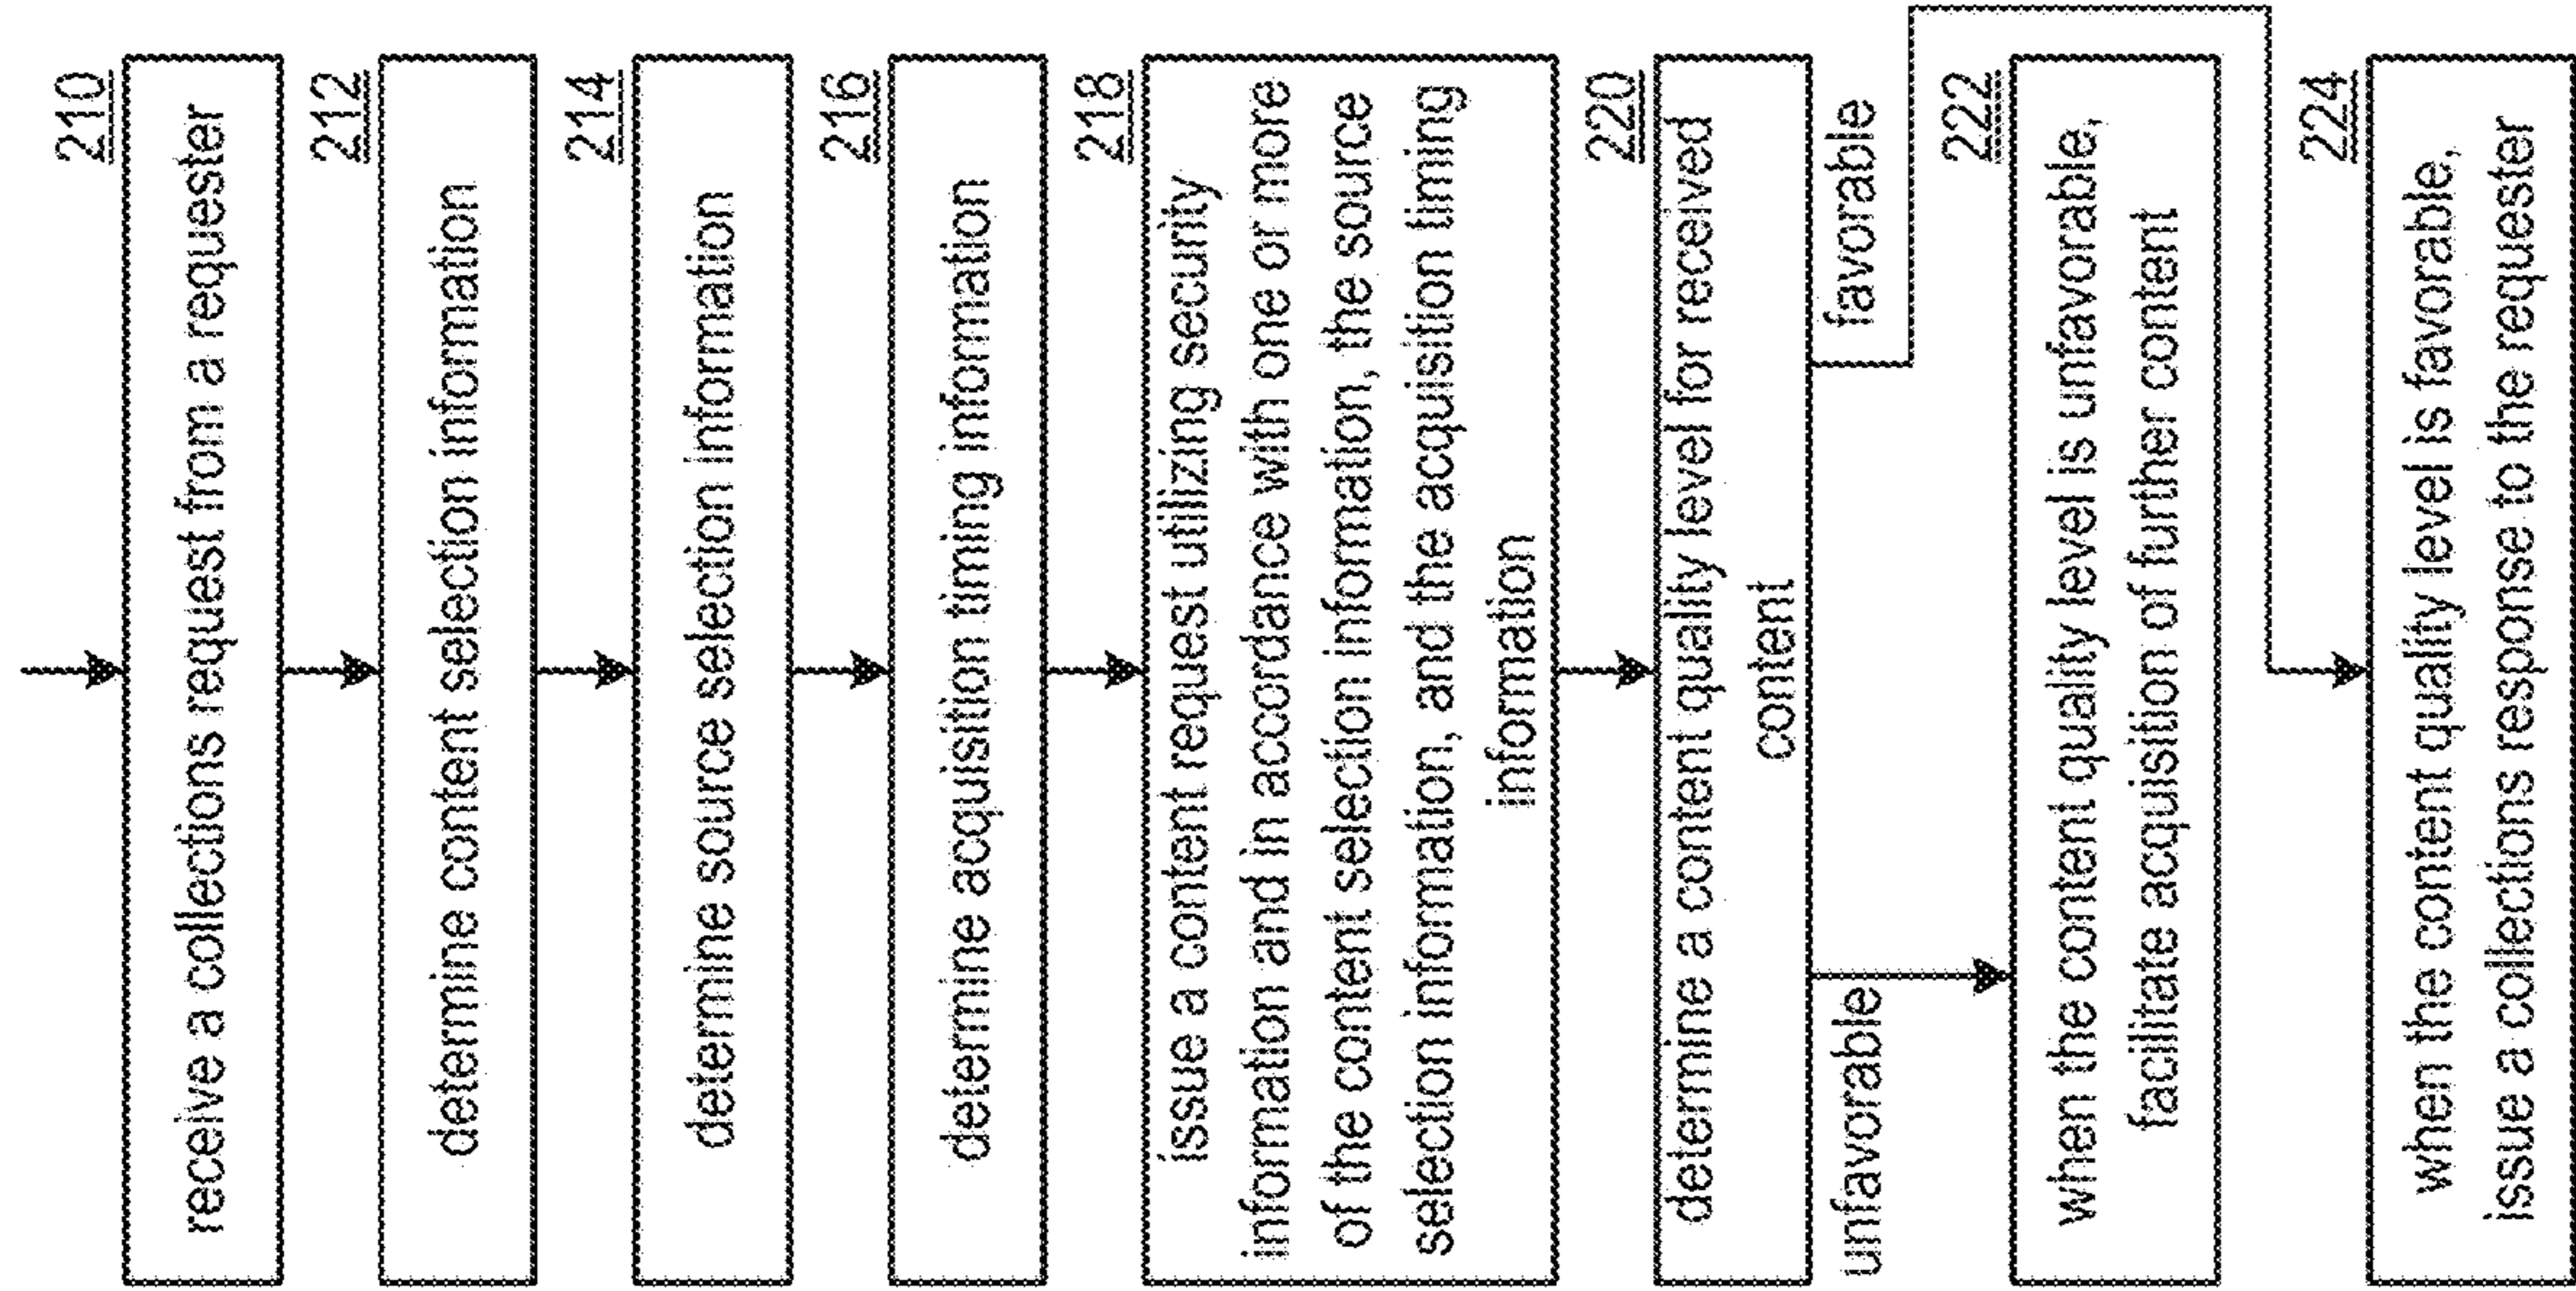 210
receive a collections request from a requester
212
determine content selection information
214
determine source selection information
216
determine acquisition timing information
218
issue a content request utilizing security
information and in accordance with one or more
of the content selection information, the source
selection information, and the acquisition timing
information
220
determine a content quality level for received
content
unfavorable
favorable
222
when the content quality level is unfavorable,
facilitate acquisition of further content
224
when the content quality level is favorable,
issue a collections response to the requester